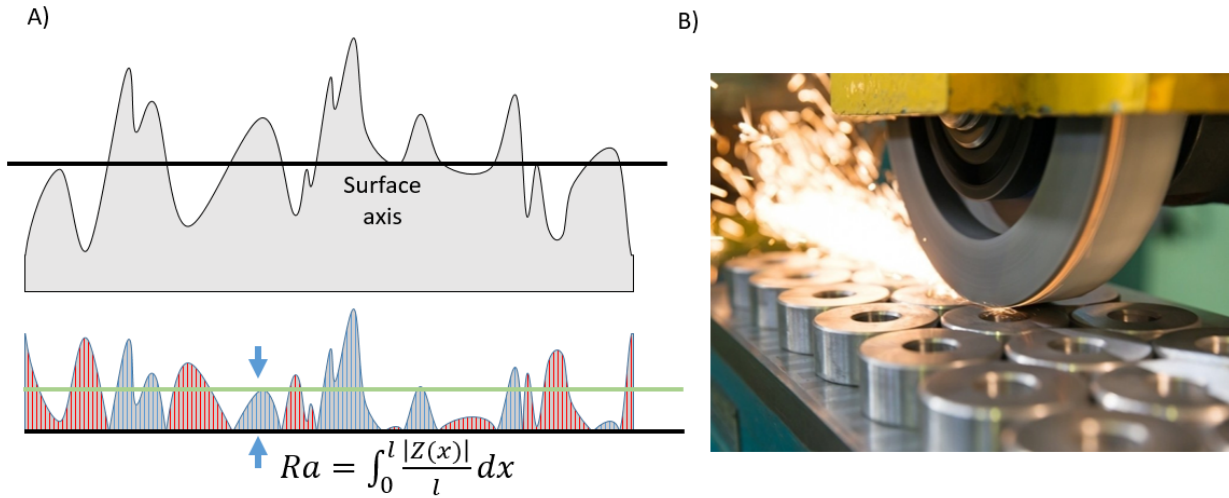 A)
B)
Surface
axis
Ra = ∫₀ˡ |Z(x)|/l dx